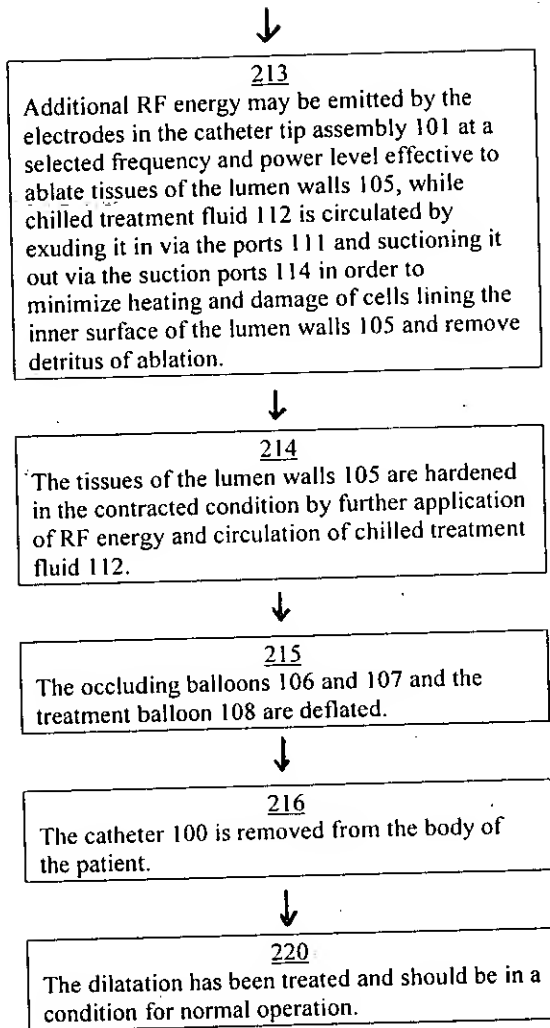 213
Additional RF energy may be emitted by the
electrodes in the catheter tip assembly 101 at a
selected frequency and power level effective to
ablate tissues of the lumen walls 105, while
chilled treatment fluid 112 is circulated by
exuding it in via the ports 111 and suctioning it
out via the suction ports 114 in order to
minimize heating and damage of cells lining the
inner surface of the lumen walls 105 and remove
detritus of ablation.
214
The tissues of the lumen walls 105 are hardened
in the contracted condition by further application
of RF energy and circulation of chilled treatment
fluid 112.
215
The occluding balloons 106 and 107 and the
treatment balloon 108 are deflated.
216
The catheter 100 is removed from the body of
the patient.
220
The dilatation has been treated and should be in a
condition for normal operation.